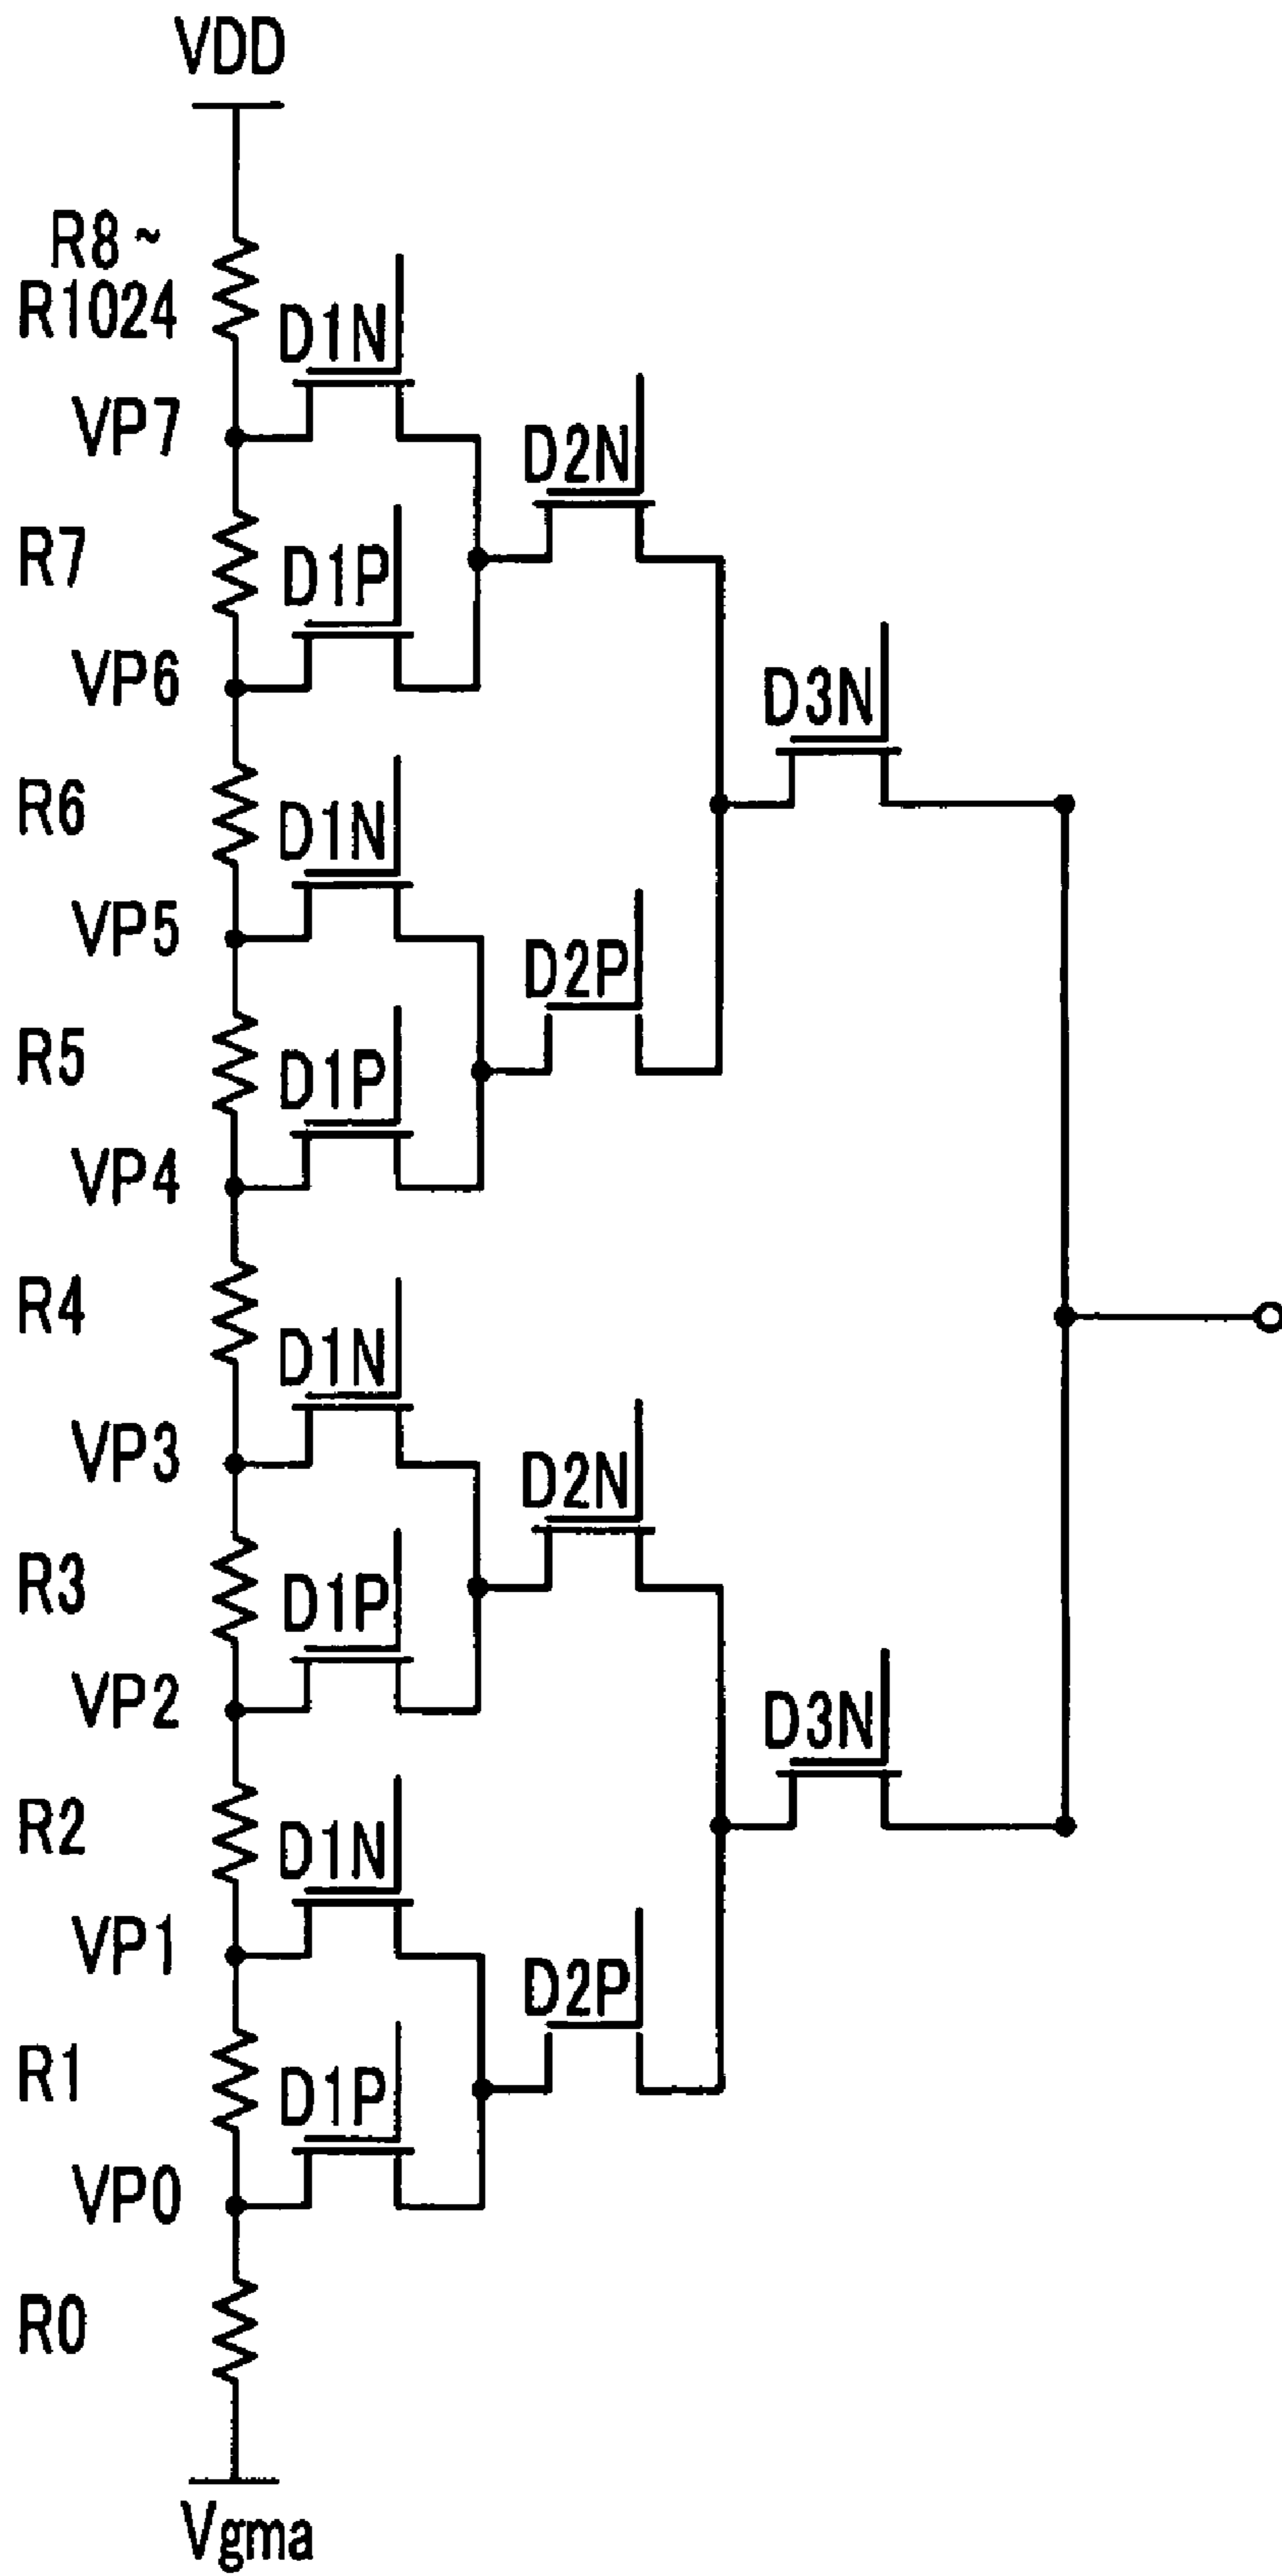 VDD
R8~
R1024
D1N
VP7
D2N
R7
D1P
VP6
D3N
R6
D1N
VP5
D2P
R5
D1P
VP4
R4
D1N
VP3
D2N
R3
D1P
VP2
D3N
R2
D1N
VP1
D2P
R1
D1P
VP0
R0
Vgma